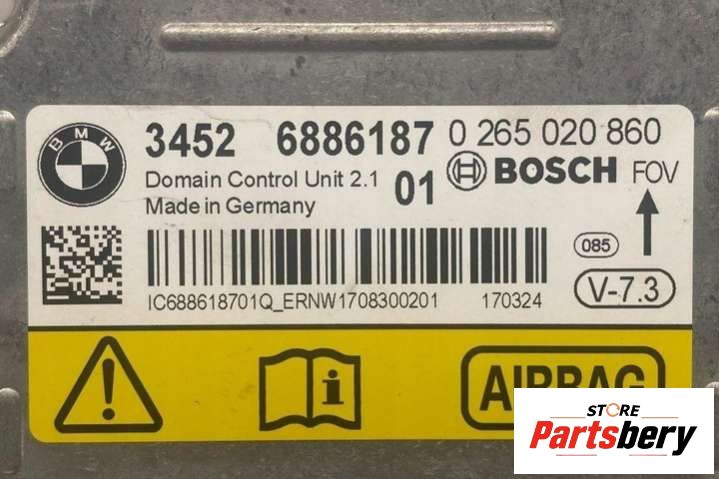 BMW
3452 6886187 0 265 020 860
Domain Control Unit 2.1 01 BOSCH FOV
Made in Germany
085
V-7.3
IC688618701Q_ERNW1708300201 170324
i
AIRBAG
STORE
Partsbery